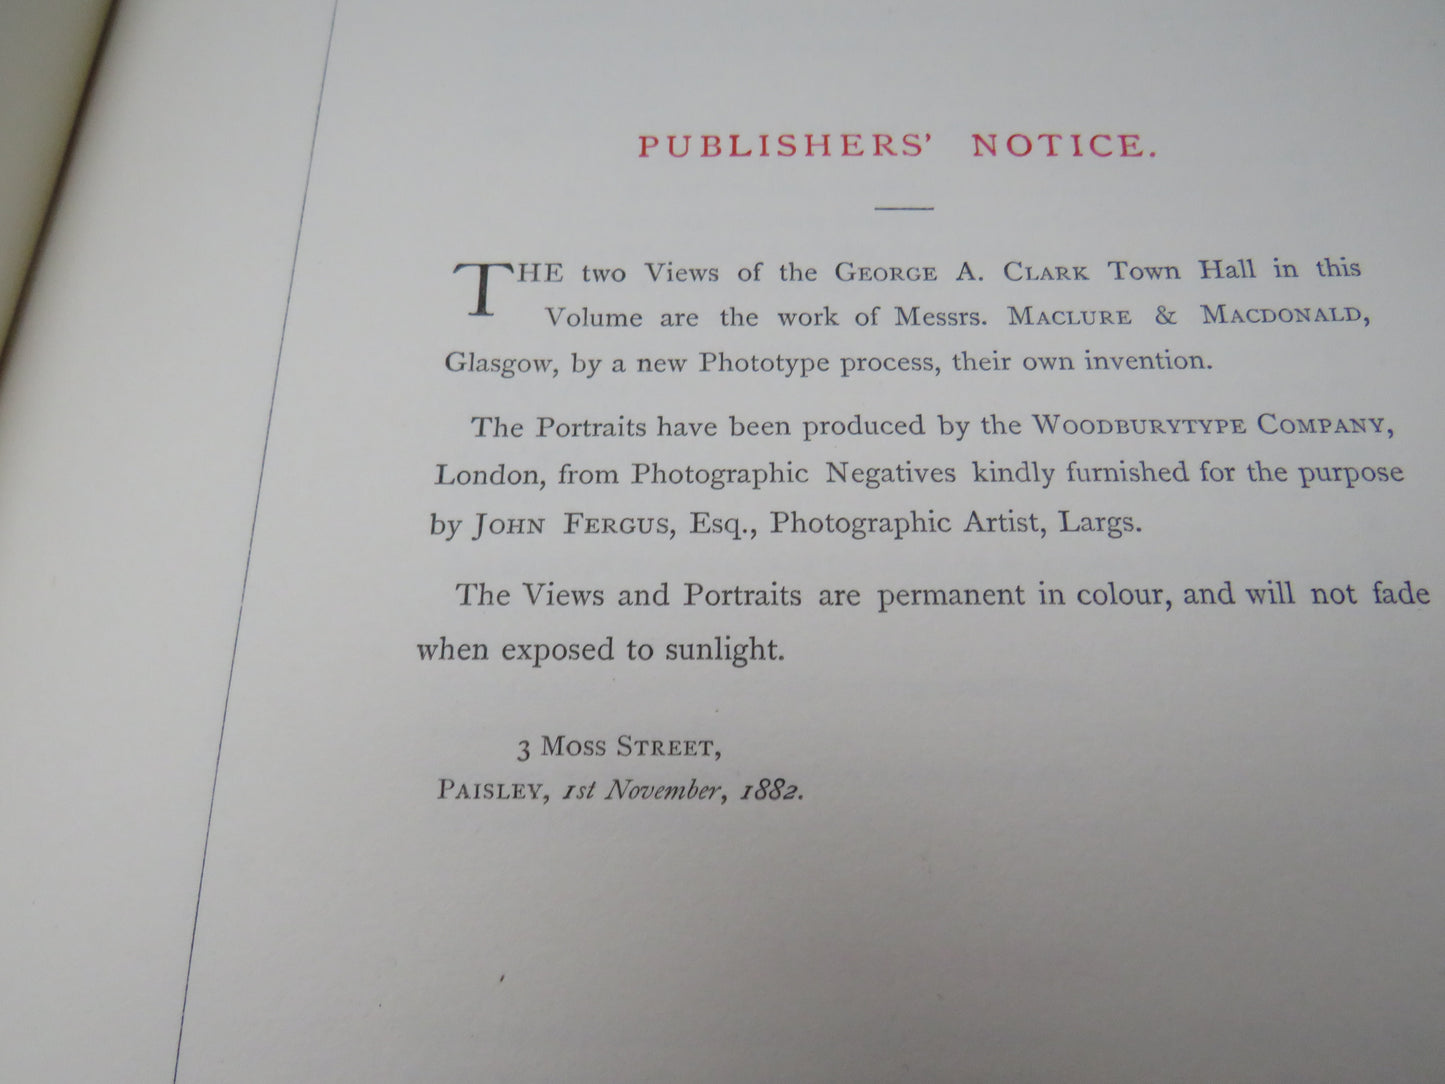 PUBLISHERS' NOTICE.
THE two Views of the GEORGE A. CLARK Town Hall in this
Volume are the work of Messrs. MACLURE & MACDONALD,
Glasgow, by a new Phototype process, their own invention.
The Portraits have been produced by the WOODBURYTYPE COMPANY,
London, from Photographic Negatives kindly furnished for the purpose
by JOHN FERGUS, Esq., Photographic Artist, Largs.
The Views and Portraits are permanent in colour, and will not fade
when exposed to sunlight.
3 MOSS STREET,
PAISLEY, 1st November, 1882.